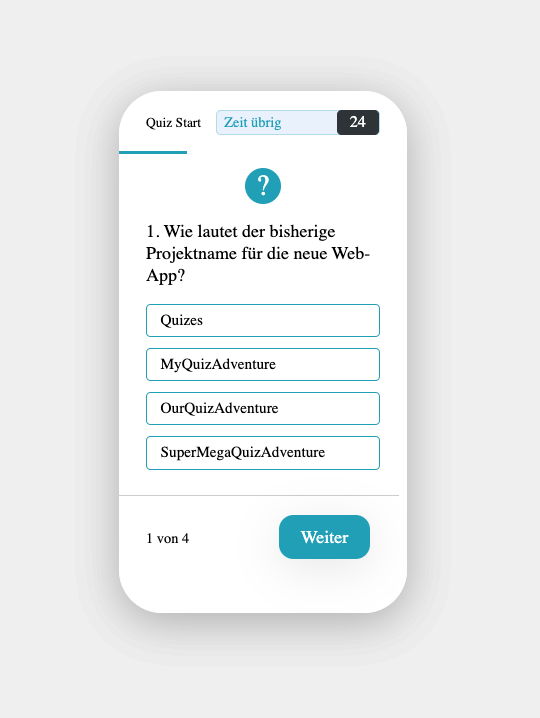 Quiz Start
Zeit übrig
24
?
1. Wie lautet der bisherige
Projektname für die neue Web-
App?
Quizes
MyQuizAdventure
OurQuizAdventure
SuperMegaQuizAdventure
1 von 4
Weiter